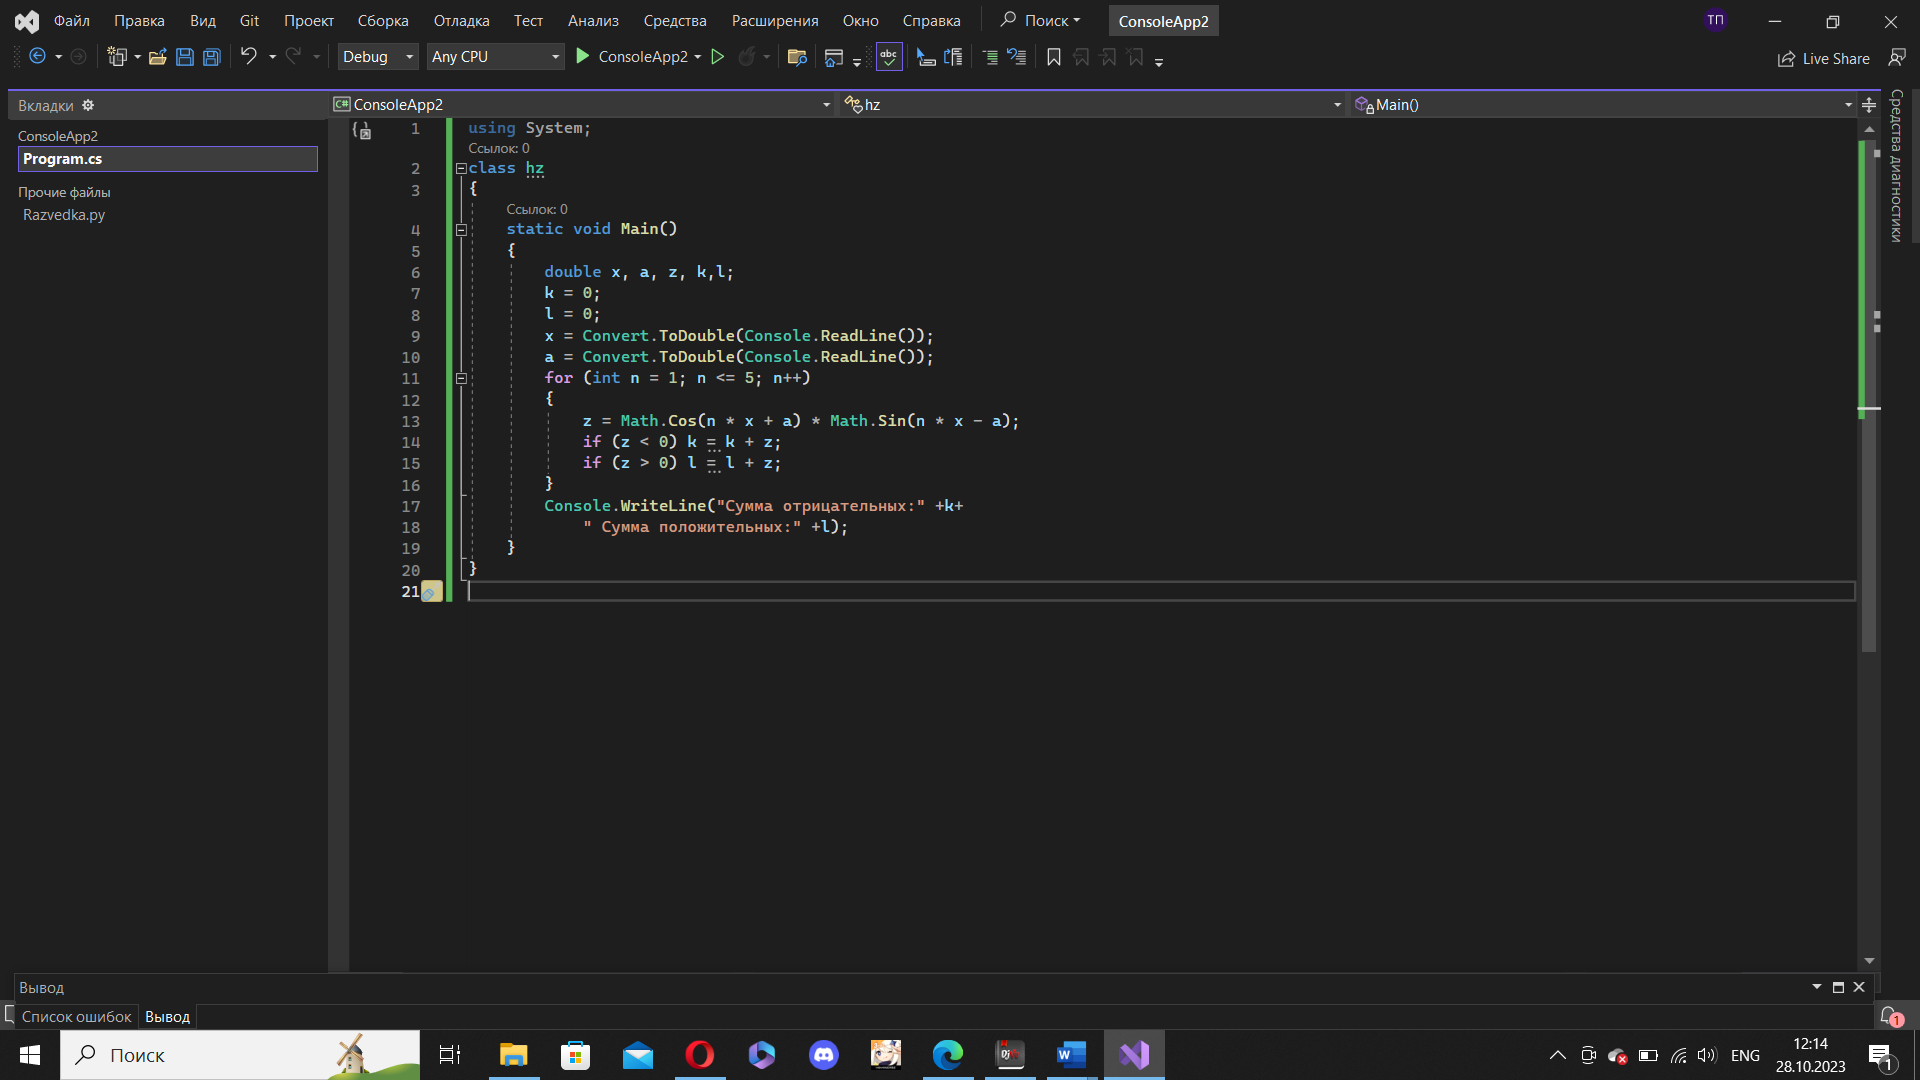 Файл Правка Вид Git Проект Сборка Отладка Тест Анализ Средства Расширения Окно Справка Поиск ConsoleApp2 ТП
Debug Any CPU ConsoleApp2 abc Live Share
Вкладки C# ConsoleApp2 hz Main()
ConsoleApp2
Program.cs
Прочие файлы
Razvedka.py
1 using System;
Ссылок: 0
2 class hz
3 {
Ссылок: 0
4 static void Main()
5 {
6 double x, a, z, k,l;
7 k = 0;
8 l = 0;
9 x = Convert.ToDouble(Console.ReadLine());
10 a = Convert.ToDouble(Console.ReadLine());
11 for (int n = 1; n <= 5; n++)
12 {
13 z = Math.Cos(n * x + a) * Math.Sin(n * x - a);
14 if (z < 0) k = k + z;
15 if (z > 0) l = l + z;
16 }
17 Console.WriteLine("Сумма отрицательных:" +k+
18 " Сумма положительных:" +l);
19 }
20 }
21
Средства диагностики
Вывод
Список ошибок Вывод 1
Поиск ENG 12:14
28.10.2023 1